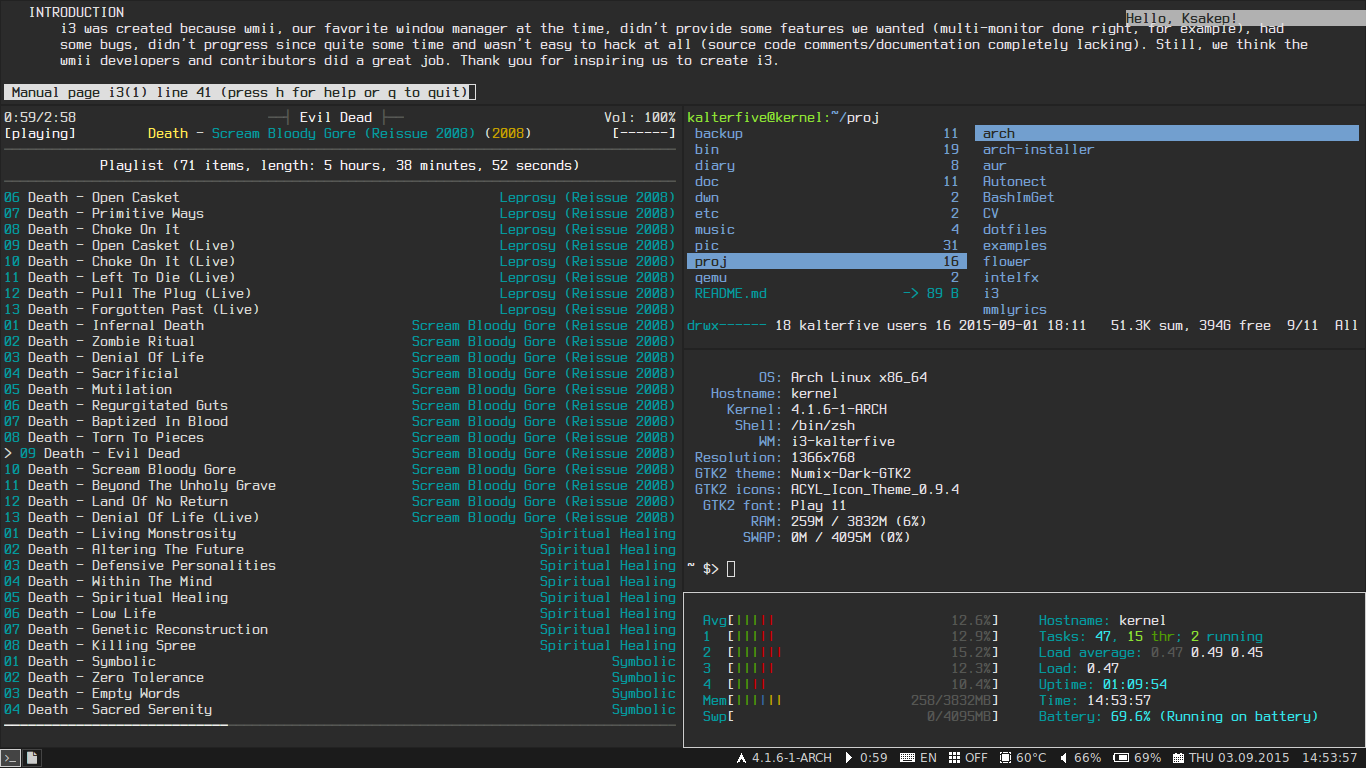 INTRODUCTION
Hello, Ksakep!
i3 was created because wmii, our favorite window manager at the time, didn't provide some features we wanted (multi-monitor done right, for example), had
some bugs, didn't progress since quite some time and wasn't easy to hack at all (source code comments/documentation completely lacking). Still, we think the
wmii developers and contributors did a great job. Thank you for inspiring us to create i3.
Manual page i3(1) line 41 (press h for help or q to quit)
0:59/2:58 ──┤ Evil Dead ├── Vol: 100%
[playing] Death - Scream Bloody Gore (Reissue 2008) (2008) [------]
Playlist (71 items, length: 5 hours, 38 minutes, 52 seconds)
06 Death - Open Casket Leprosy (Reissue 2008)
07 Death - Primitive Ways Leprosy (Reissue 2008)
08 Death - Choke On It Leprosy (Reissue 2008)
09 Death - Open Casket (Live) Leprosy (Reissue 2008)
10 Death - Choke On It (Live) Leprosy (Reissue 2008)
11 Death - Left To Die (Live) Leprosy (Reissue 2008)
12 Death - Pull The Plug (Live) Leprosy (Reissue 2008)
13 Death - Forgotten Past (Live) Leprosy (Reissue 2008)
01 Death - Infernal Death Scream Bloody Gore (Reissue 2008)
02 Death - Zombie Ritual Scream Bloody Gore (Reissue 2008)
03 Death - Denial Of Life Scream Bloody Gore (Reissue 2008)
04 Death - Sacrificial Scream Bloody Gore (Reissue 2008)
05 Death - Mutilation Scream Bloody Gore (Reissue 2008)
06 Death - Regurgitated Guts Scream Bloody Gore (Reissue 2008)
07 Death - Baptized In Blood Scream Bloody Gore (Reissue 2008)
08 Death - Torn To Pieces Scream Bloody Gore (Reissue 2008)
> 09 Death - Evil Dead Scream Bloody Gore (Reissue 2008)
10 Death - Scream Bloody Gore Scream Bloody Gore (Reissue 2008)
11 Death - Beyond The Unholy Grave Scream Bloody Gore (Reissue 2008)
12 Death - Land Of No Return Scream Bloody Gore (Reissue 2008)
13 Death - Denial Of Life (Live) Scream Bloody Gore (Reissue 2008)
01 Death - Living Monstrosity Spiritual Healing
02 Death - Altering The Future Spiritual Healing
03 Death - Defensive Personalities Spiritual Healing
04 Death - Within The Mind Spiritual Healing
05 Death - Spiritual Healing Spiritual Healing
06 Death - Low Life Spiritual Healing
07 Death - Genetic Reconstruction Spiritual Healing
08 Death - Killing Spree Spiritual Healing
01 Death - Symbolic Symbolic
02 Death - Zero Tolerance Symbolic
03 Death - Empty Words Symbolic
04 Death - Sacred Serenity Symbolic
kalterfive@kernel:~/proj
backup 11 arch
bin 19 arch-installer
diary 8 aur
doc 11 Autonect
dwn 2 BashImGet
etc 2 CV
music 4 dotfiles
pic 31 examples
proj 16 flower
qemu 2 intelfx
README.md -> 89 B i3
mmlyrics
drwx------ 18 kalterfive users 16 2015-09-01 18:11 51.3K sum, 394G free 9/11 All
OS: Arch Linux x86_64
Hostname: kernel
Kernel: 4.1.6-1-ARCH
Shell: /bin/zsh
WM: i3-kalterfive
Resolution: 1366x768
GTK2 theme: Numix-Dark-GTK2
GTK2 icons: ACYL_Icon_Theme_0.9.4
GTK2 font: Play 11
RAM: 259M / 3832M (6%)
SWAP: 0M / 4095M (0%)
~ $>
Avg[||||| 12.6%] Hostname: kernel
1 [||||| 12.9%] Tasks: 47, 15 thr; 2 running
2 [|||||| 15.2%] Load average: 0.47 0.49 0.45
3 [||||| 12.3%] Load: 0.47
4 [|||| 10.4%] Uptime: 01:09:54
Mem[|||||| 258/3832MB] Time: 14:53:57
Swp[ 0/4095MB] Battery: 69.6% (Running on battery)
4.1.6-1-ARCH 0:59 EN OFF 60°C 66% 69% THU 03.09.2015 14:53:57